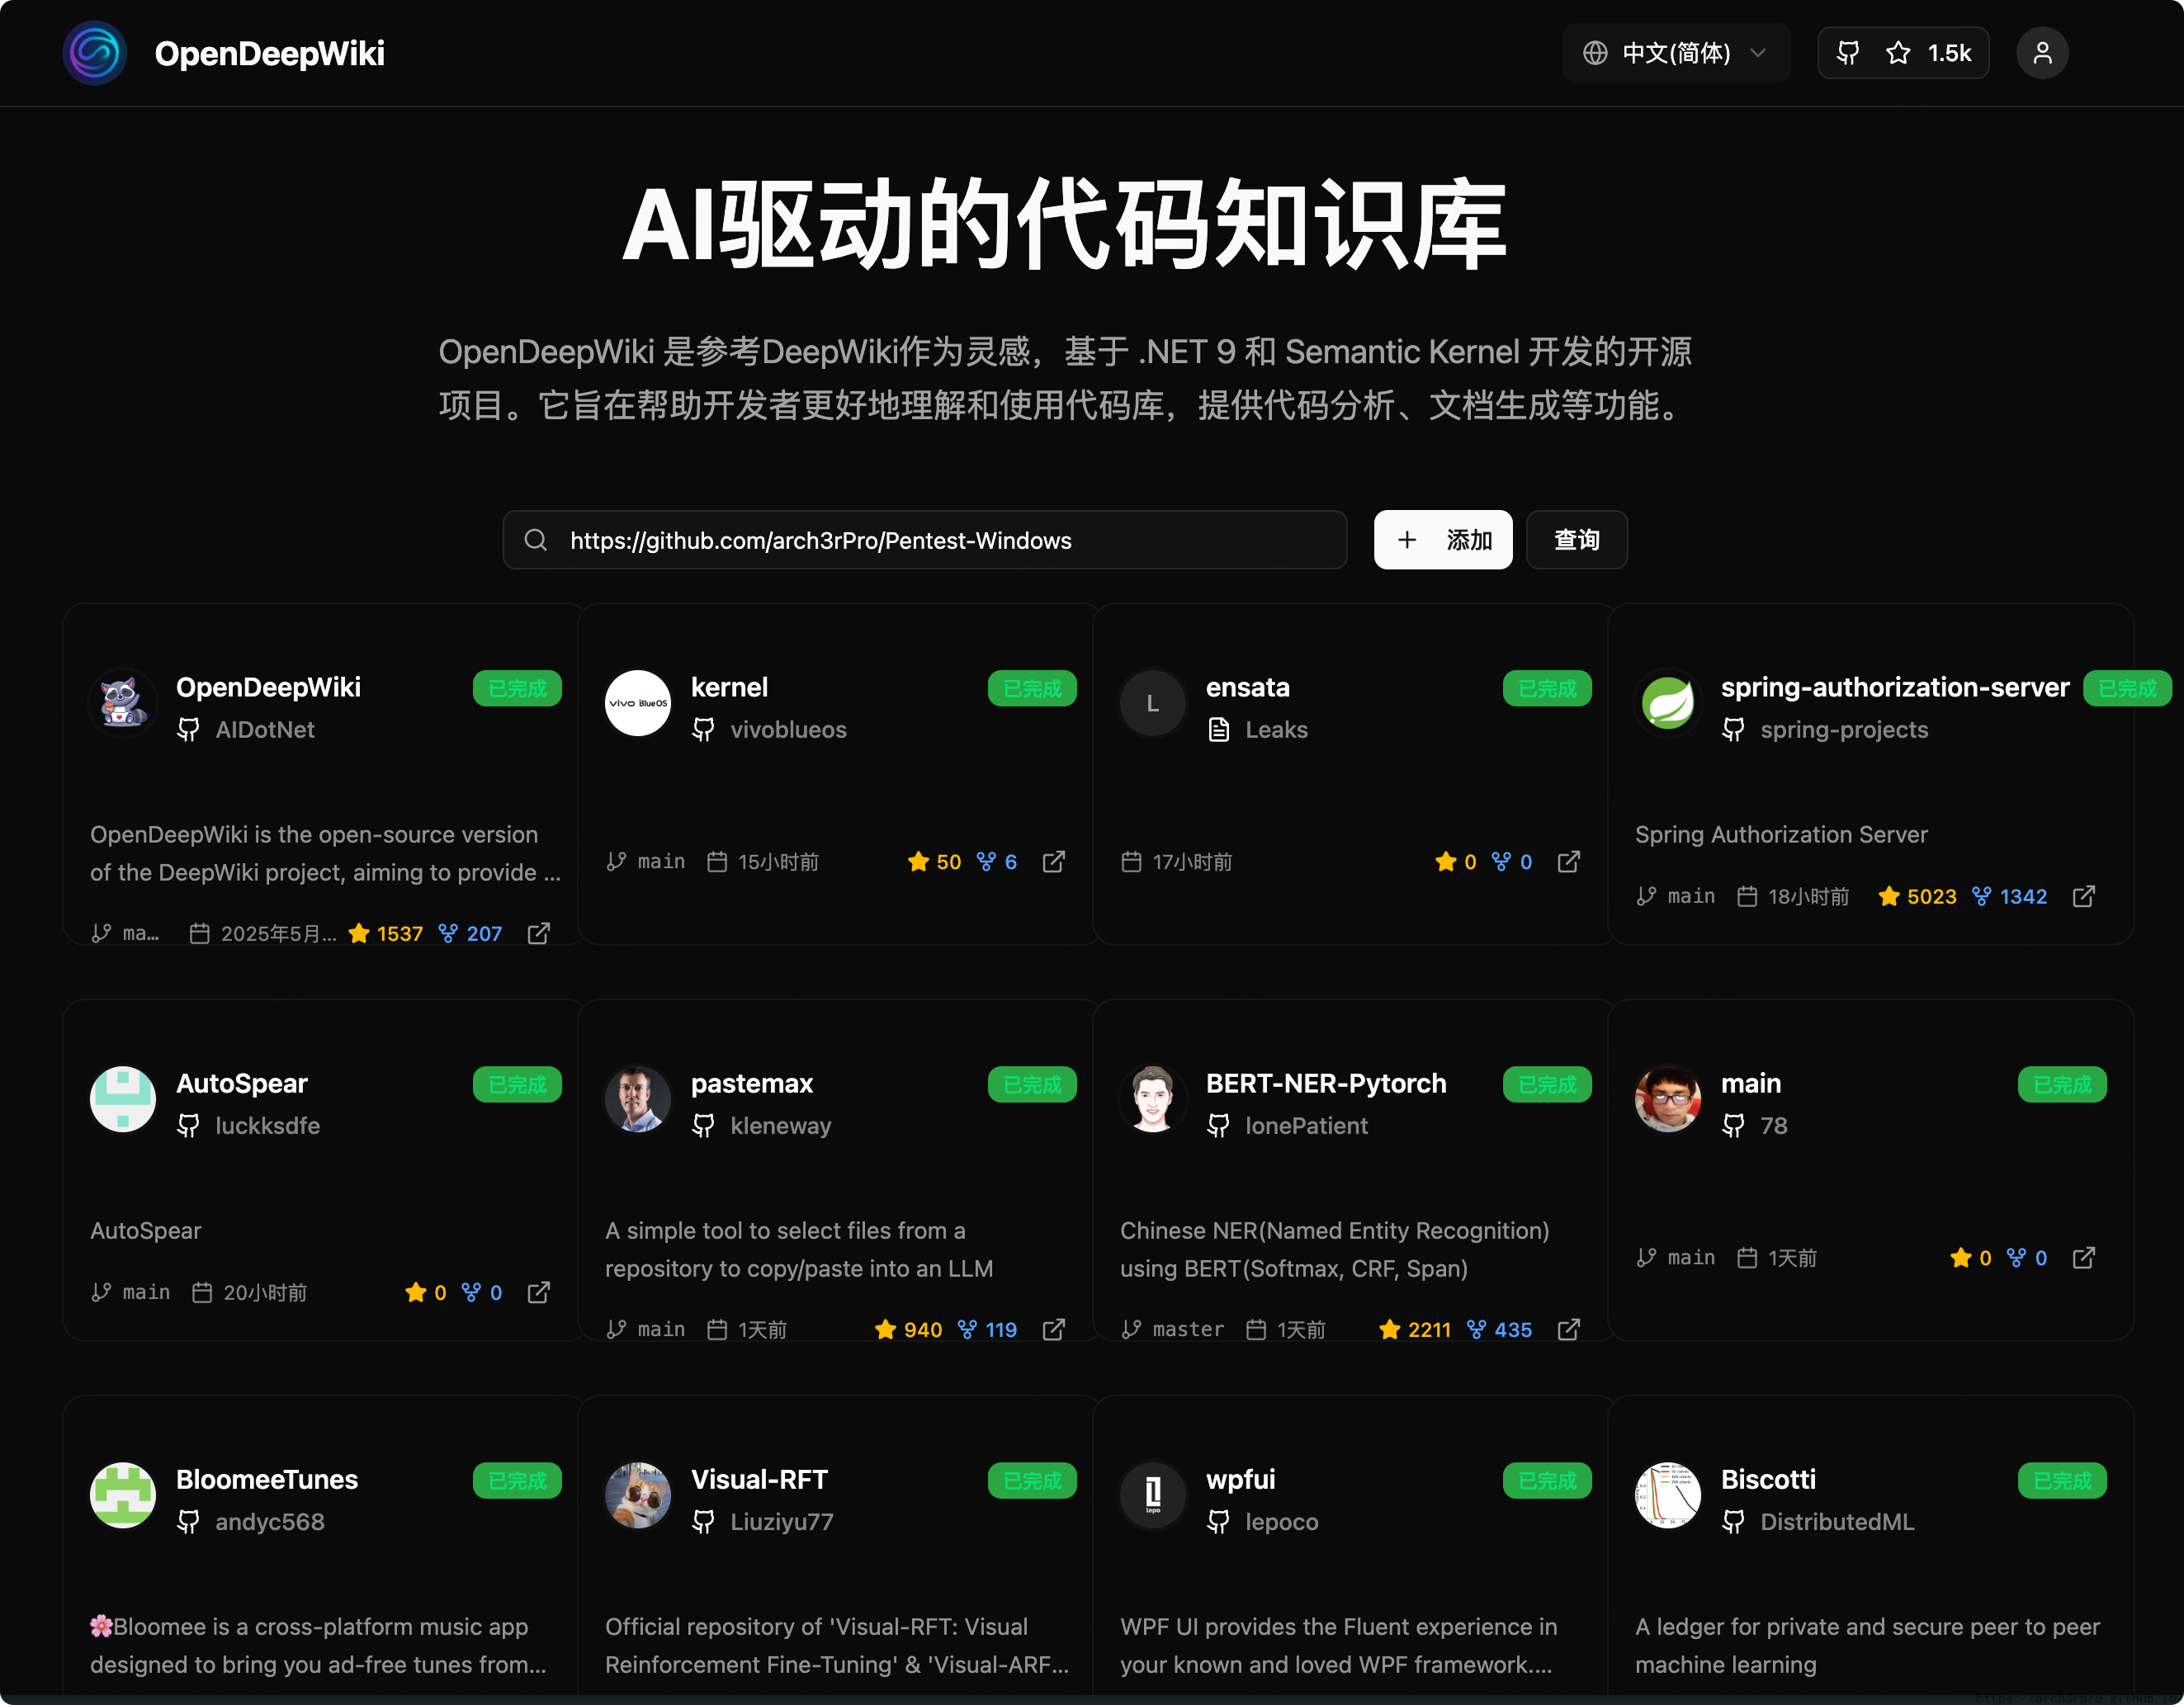 OpenDeepWiki
中文(简体)
1.5k
AI驱动的代码知识库
OpenDeepWiki 是参考DeepWiki作为灵感，基于 .NET 9 和 Semantic Kernel 开发的开源
项目。它旨在帮助开发者更好地理解和使用代码库，提供代码分析、文档生成等功能。
https://github.com/arch3rPro/Pentest-Windows
添加
查询
OpenDeepWiki
已完成
AIDotNet
OpenDeepWiki is the open-source version
of the DeepWiki project, aiming to provide ...
ma... 2025年5月... 1537 207
kernel
已完成
vivo BlueOS
vivoblueos
main 15小时前 50 6
L
ensata
已完成
Leaks
17小时前 0 0
spring-authorization-server
已完成
spring-projects
Spring Authorization Server
main 18小时前 5023 1342
AutoSpear
已完成
luckksdfe
AutoSpear
main 20小时前 0 0
pastemax
已完成
kleneway
A simple tool to select files from a
repository to copy/paste into an LLM
main 1天前 940 119
BERT-NER-Pytorch
已完成
lonePatient
Chinese NER(Named Entity Recognition)
using BERT(Softmax, CRF, Span)
master 1天前 2211 435
main
已完成
78
main 1天前 0 0
BloomeeTunes
已完成
andyc568
🌸Bloomee is a cross-platform music app
designed to bring you ad-free tunes from...
Visual-RFT
已完成
Liuziyu77
Official repository of 'Visual-RFT: Visual
Reinforcement Fine-Tuning' & 'Visual-ARF...
wpfui
已完成
lepo
lepoco
WPF UI provides the Fluent experience in
your known and loved WPF framework....
Biscotti
已完成
DistributedML
A ledger for private and secure peer to peer
machine learning